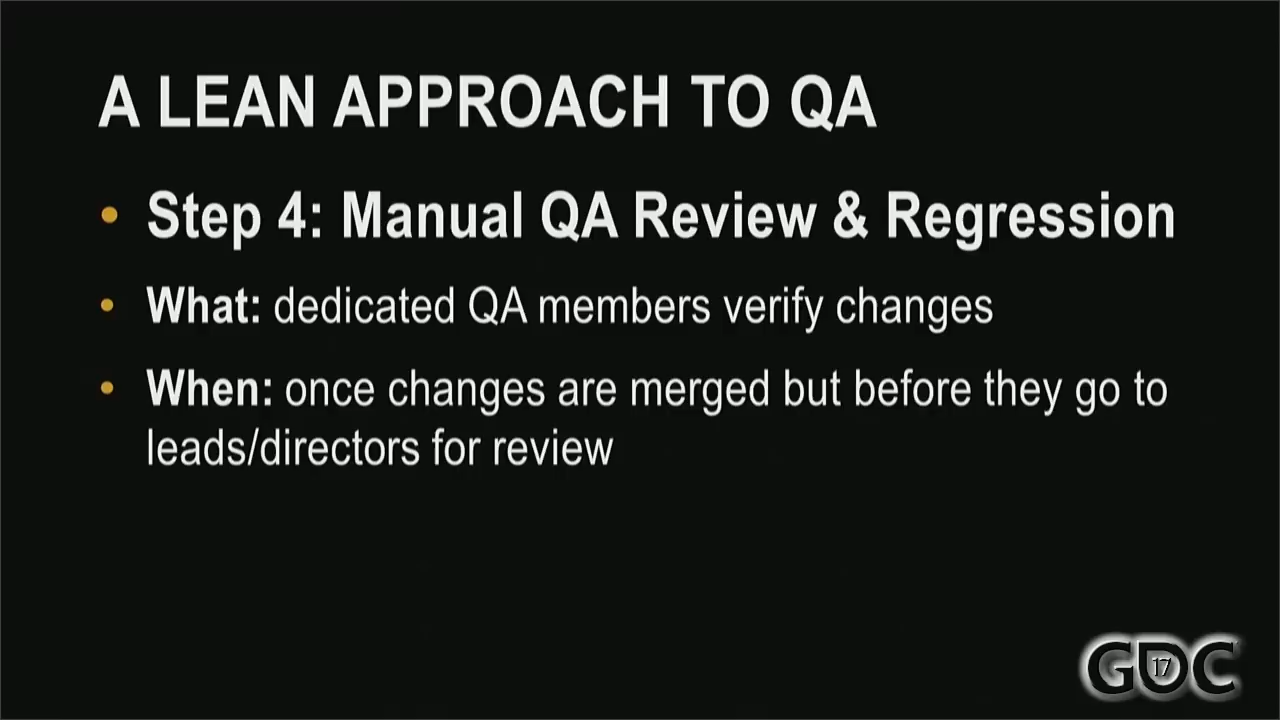 A LEAN APPROACH TO QA
• Step 4: Manual QA Review & Regression
• What: dedicated QA members verify changes
• When: once changes are merged but before they go to
leads/directors for review
GDC
17